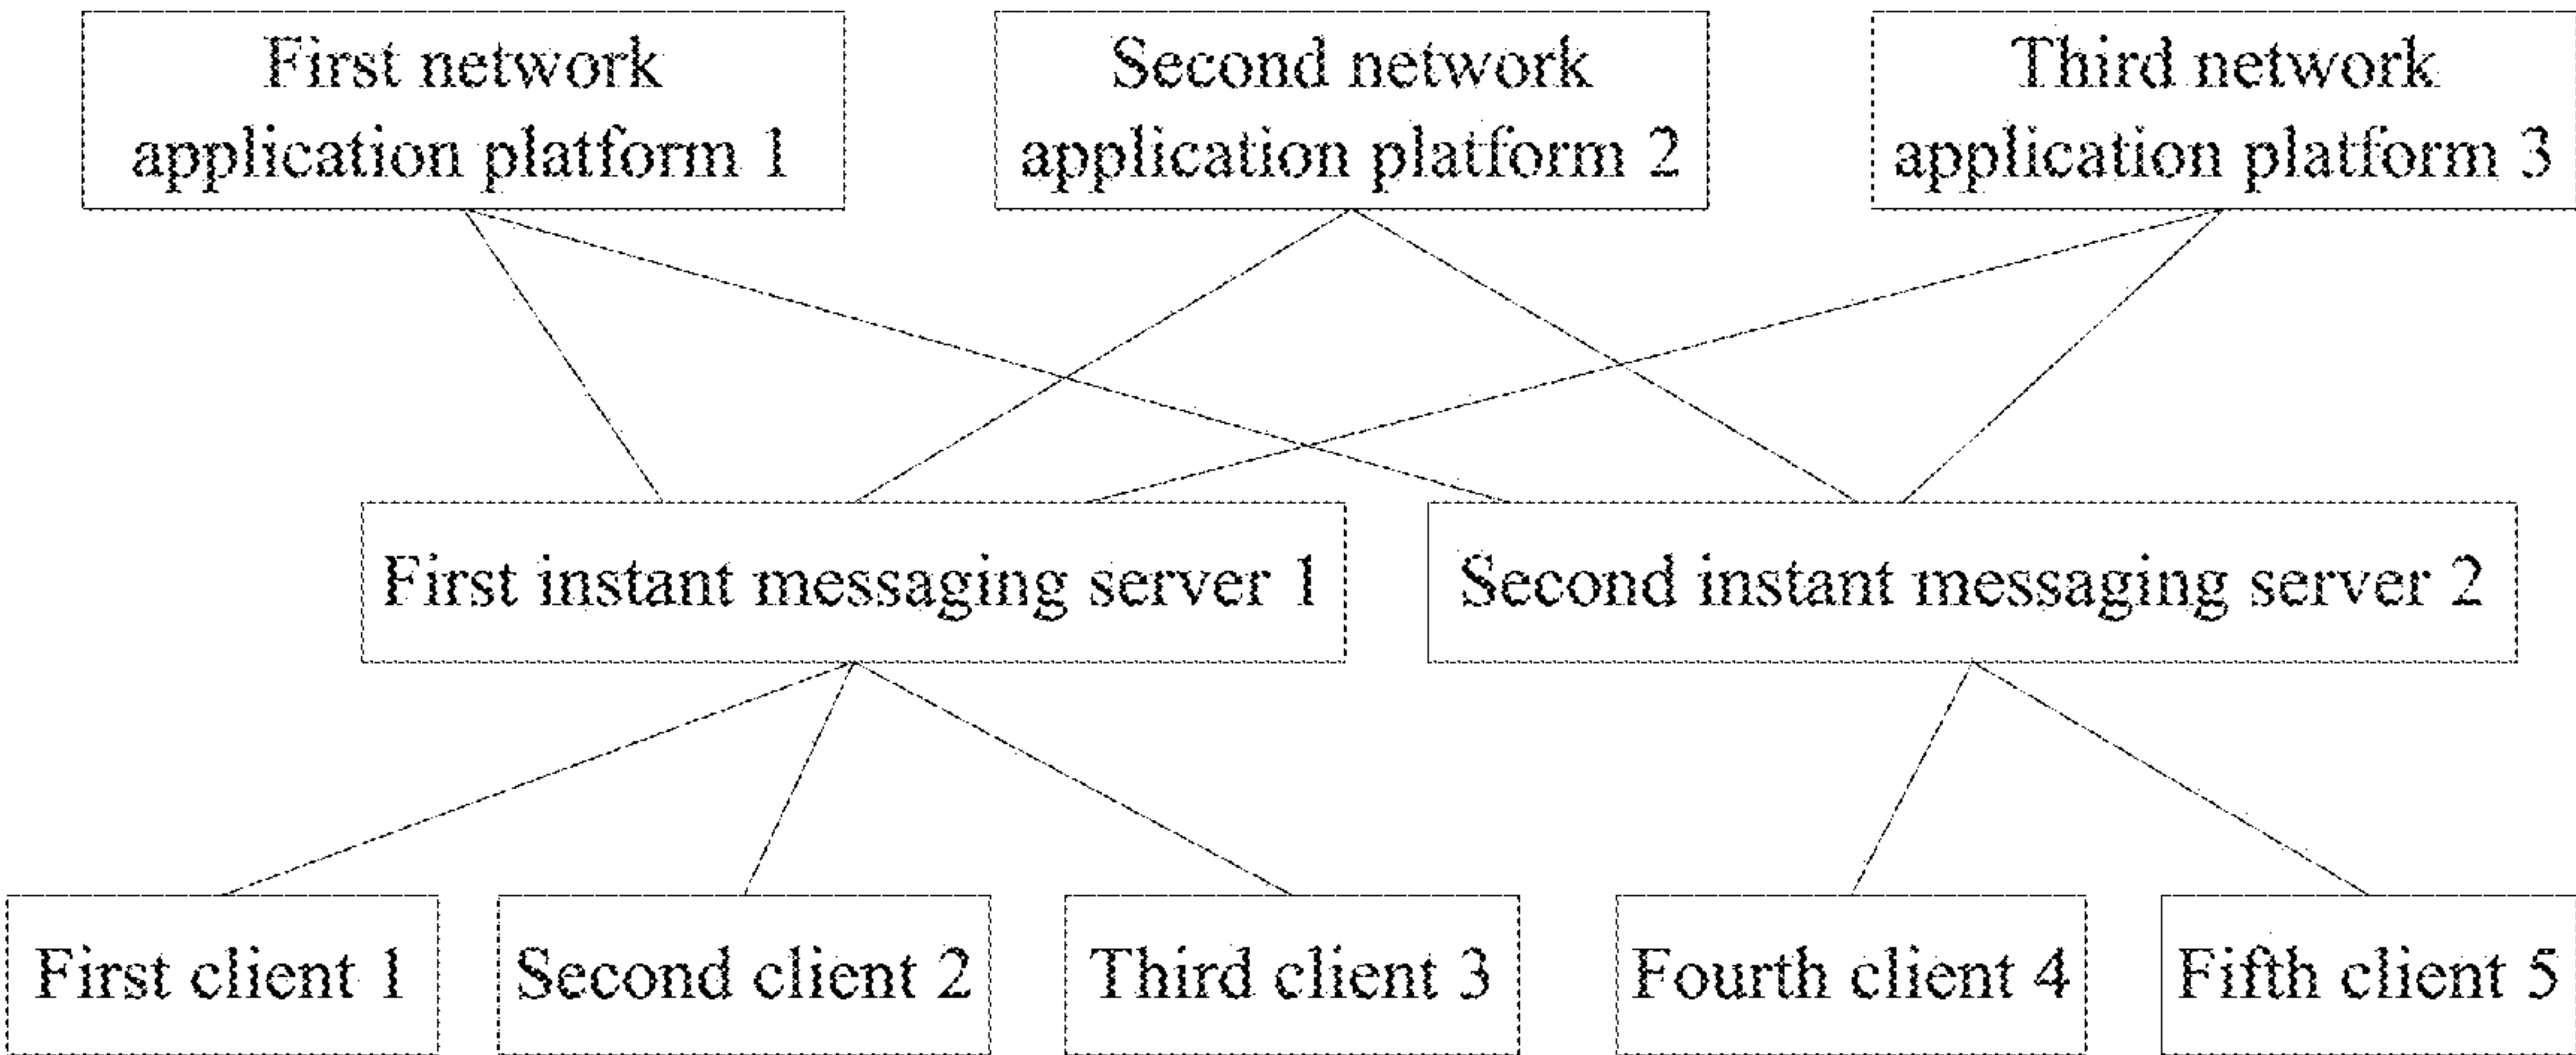 First network
application platform 1
Second network
application platform 2
Third network
application platform 3
First instant messaging server 1
Second instant messaging server 2
First client 1
Second client 2
Third client 3
Fourth client 4
Fifth client 5